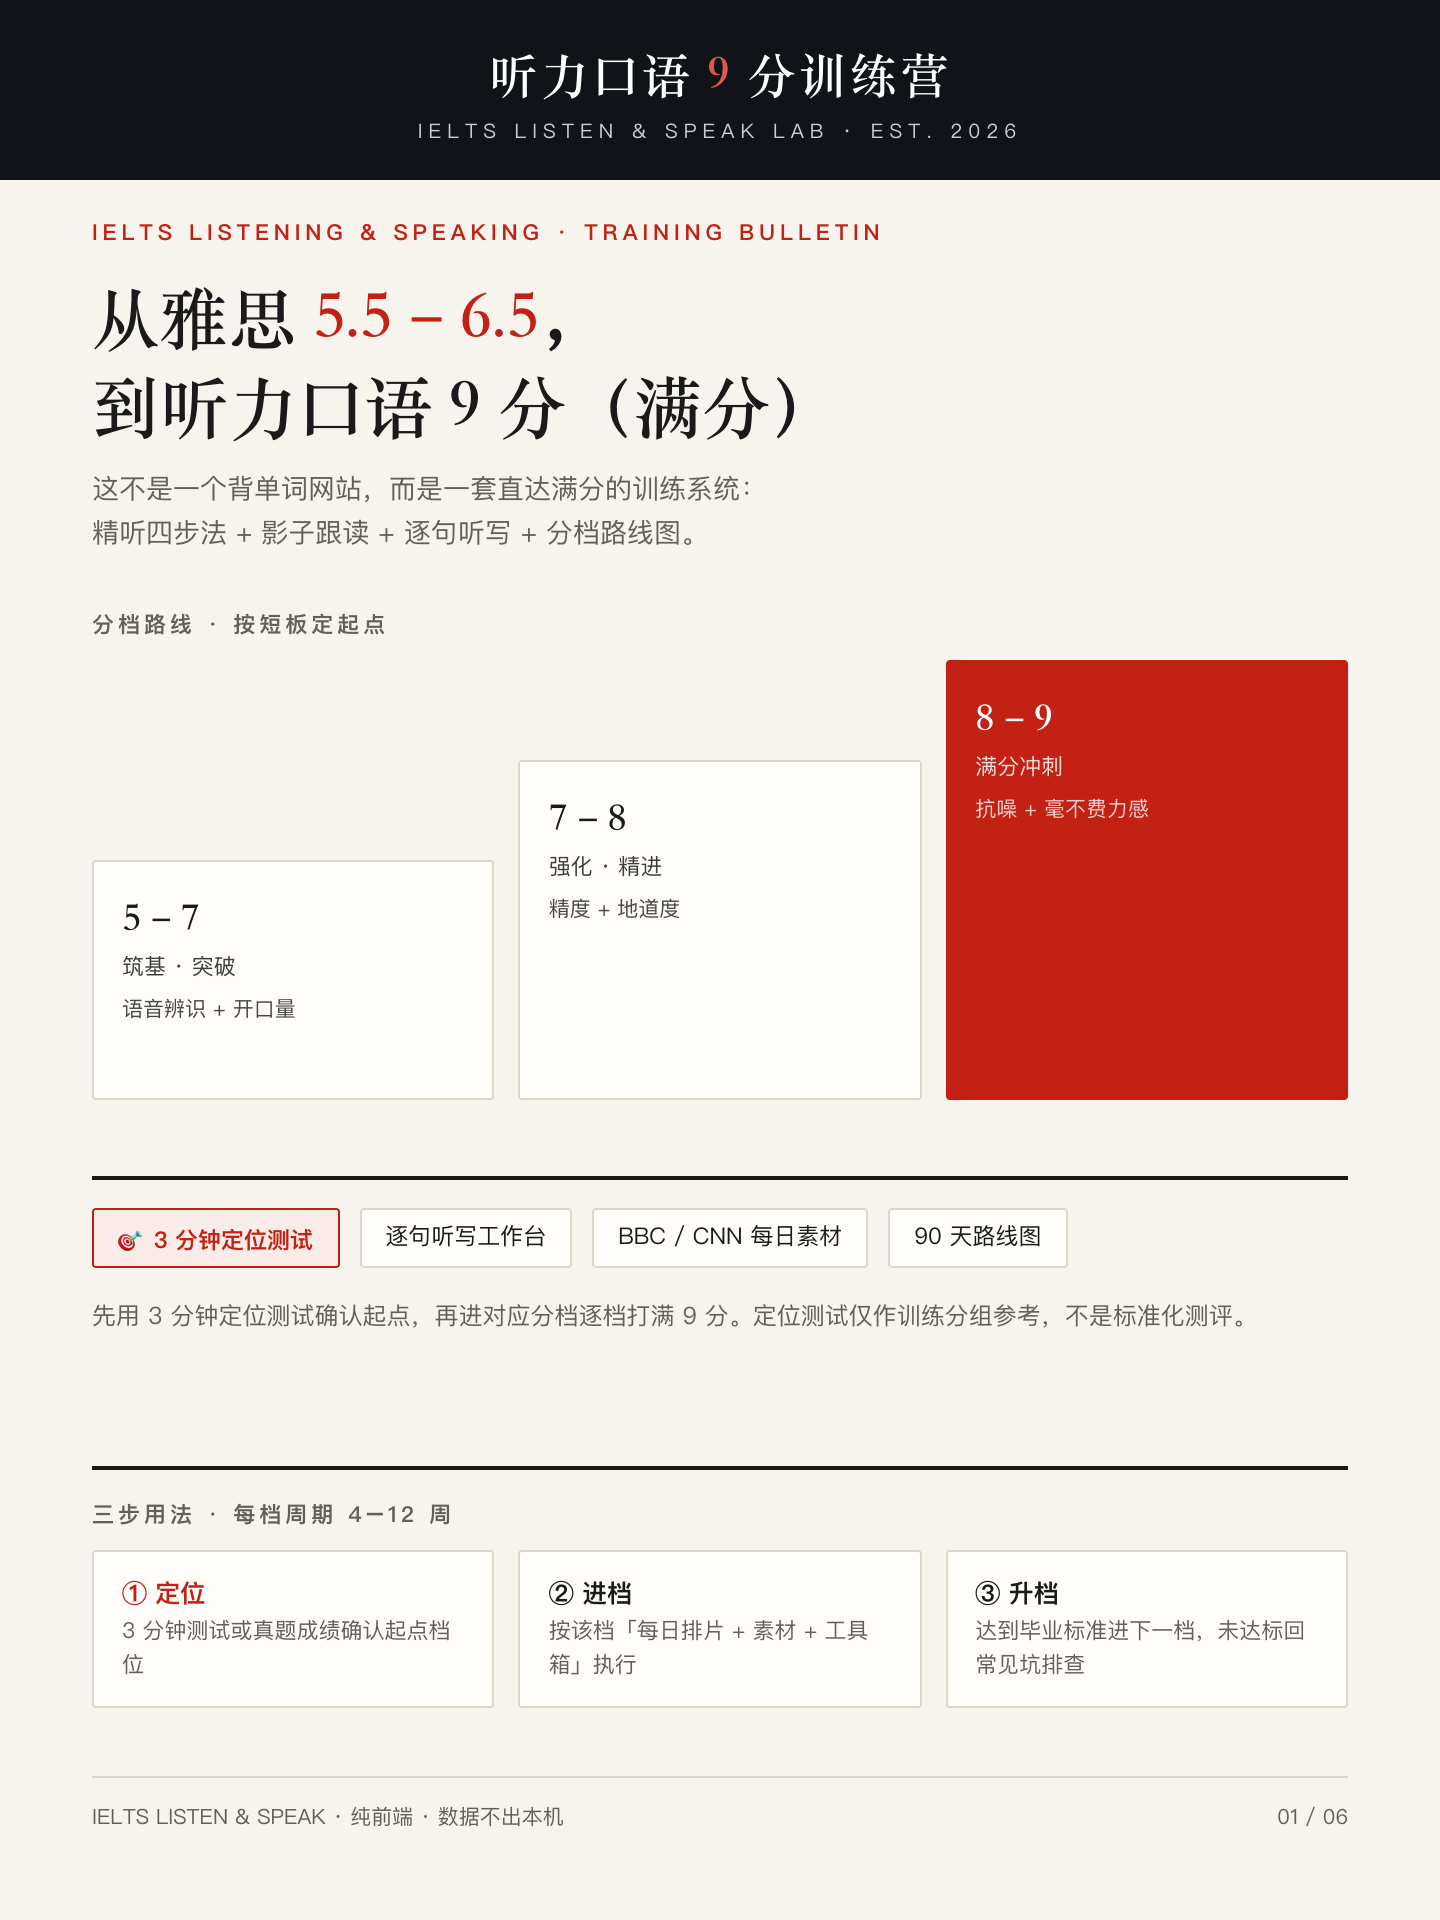 听力口语 9 分训练营
IELTS LISTEN & SPEAK LAB · EST. 2026
IELTS LISTENING & SPEAKING · TRAINING BULLETIN
从雅思 5.5 – 6.5，
到听力口语 9 分（满分）
这不是一个背单词网站，而是一套直达满分的训练系统：
精听四步法 + 影子跟读 + 逐句听写 + 分档路线图。
分档路线 · 按短板定起点
5 – 7
筑基 · 突破
语音辨识 + 开口量
7 – 8
强化 · 精进
精度 + 地道度
8 – 9
满分冲刺
抗噪 + 毫不费力感
🎯 3 分钟定位测试
逐句听写工作台
BBC / CNN 每日素材
90 天路线图
先用 3 分钟定位测试确认起点，再进对应分档逐档打满 9 分。定位测试仅作训练分组参考，不是标准化测评。
三步用法 · 每档周期 4—12 周
① 定位
3 分钟测试或真题成绩确认起点档
位
② 进档
按该档「每日排片 + 素材 + 工具
箱」执行
③ 升档
达到毕业标准进下一档，未达标回
常见坑排查
IELTS LISTEN & SPEAK · 纯前端 · 数据不出本机
01 / 06